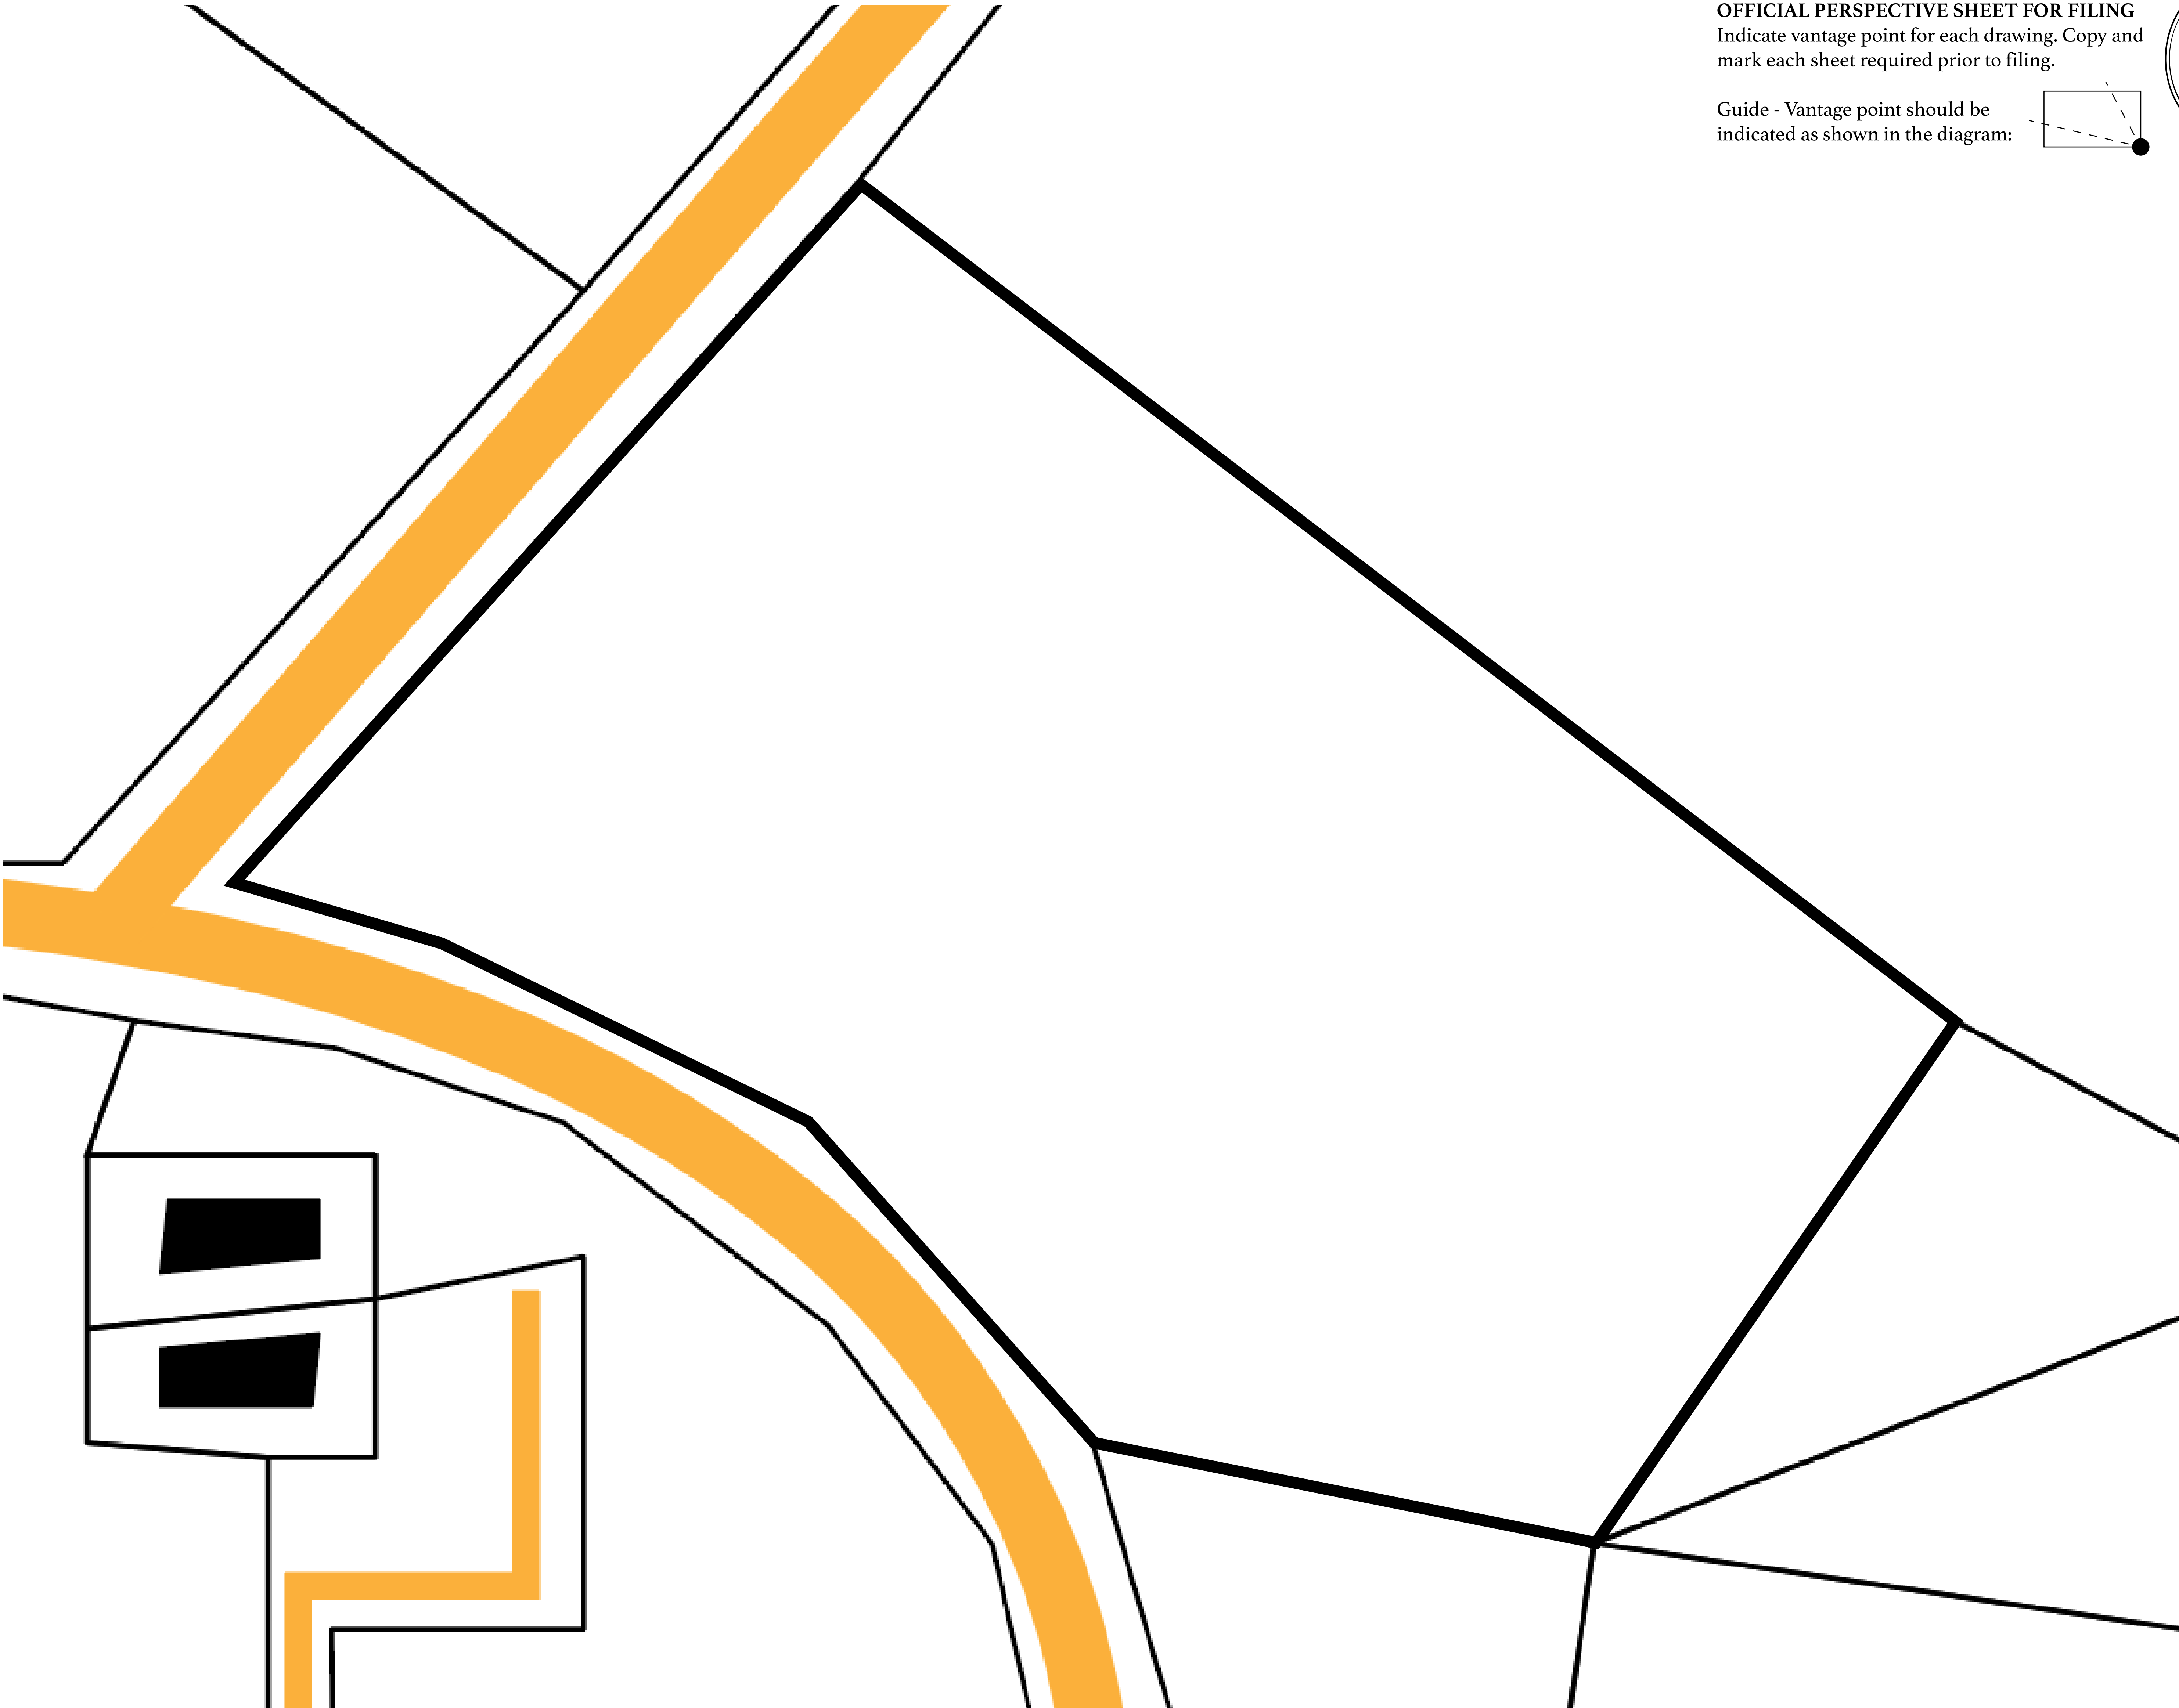 OFFICIAL PERSPECTIVE SHEET FOR FILING
Indicate vantage point for each drawing. Copy and
mark each sheet required prior to filing.
Guide - Vantage point should be
indicated as shown in the diagram: